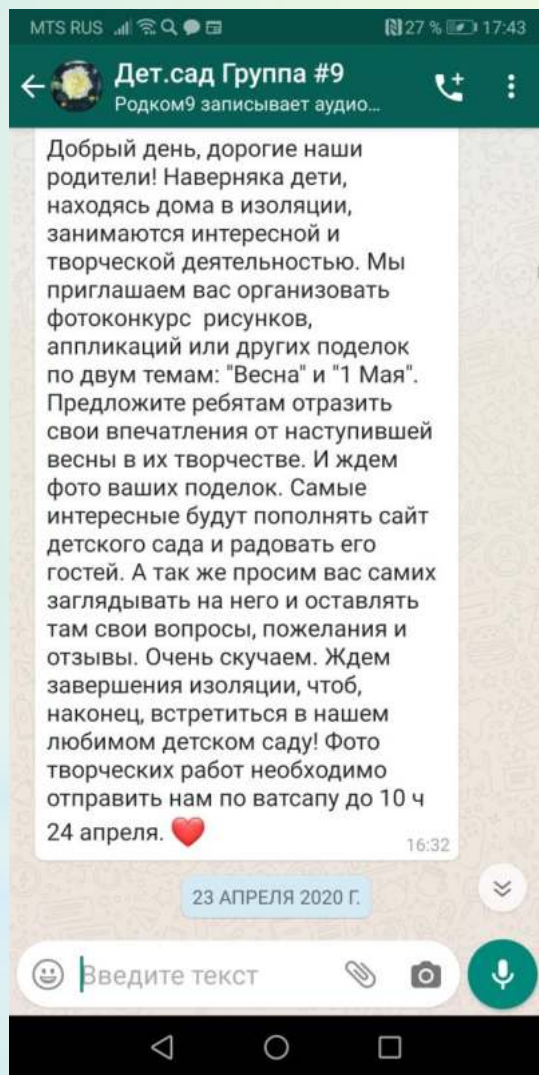 MTS RUS 27 % 17:43
Дет.сад Группа #9
Родком9 записывает аудио...
Добрый день, дорогие наши
родители! Наверняка дети,
находясь дома в изоляции,
занимаются интересной и
творческой деятельностью. Мы
приглашаем вас организовать
фотоконкурс рисунков,
аппликаций или других поделок
по двум темам: "Весна" и "1 Мая".
Предложите ребятам отразить
свои впечатления от наступившей
весны в их творчестве. И ждем
фото ваших поделок. Самые
интересные будут пополнять сайт
детского сада и радовать его
гостей. А так же просим вас самих
заглядывать на него и оставлять
там свои вопросы, пожелания и
отзывы. Очень скучаем. Ждем
завершения изоляции, чтоб,
наконец, встретиться в нашем
любимом детском саду! Фото
творческих работ необходимо
отправить нам по ватсапу до 10 ч
24 апреля. ❤️
16:32
23 АПРЕЛЯ 2020 Г.
Введите текст